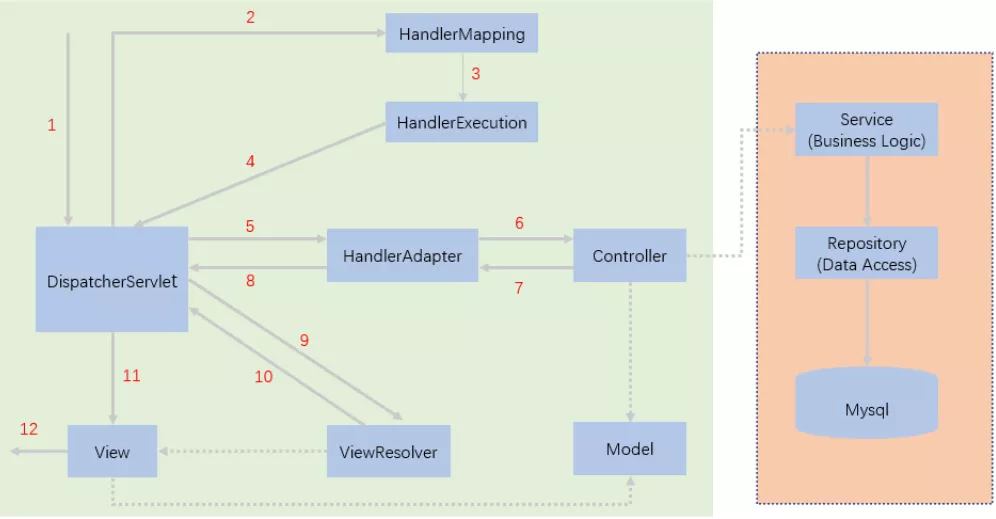 2
HandlerMapping
3
1
HandlerExecution
Service
(Business Logic)
4
5
6
DispatcherServlet
HandlerAdapter
Controller
Repository
(Data Access)
8
7
9
10
11
12
View
ViewResolver
Model
Mysql